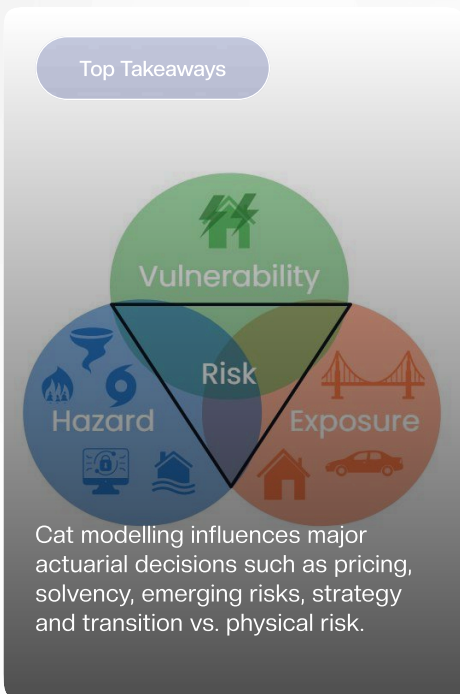 Top Takeaways
Vulnerability
Risk
Hazard
Exposure
Cat modelling influences major
actuarial decisions such as pricing,
solvency, emerging risks, strategy
and transition vs. physical risk.